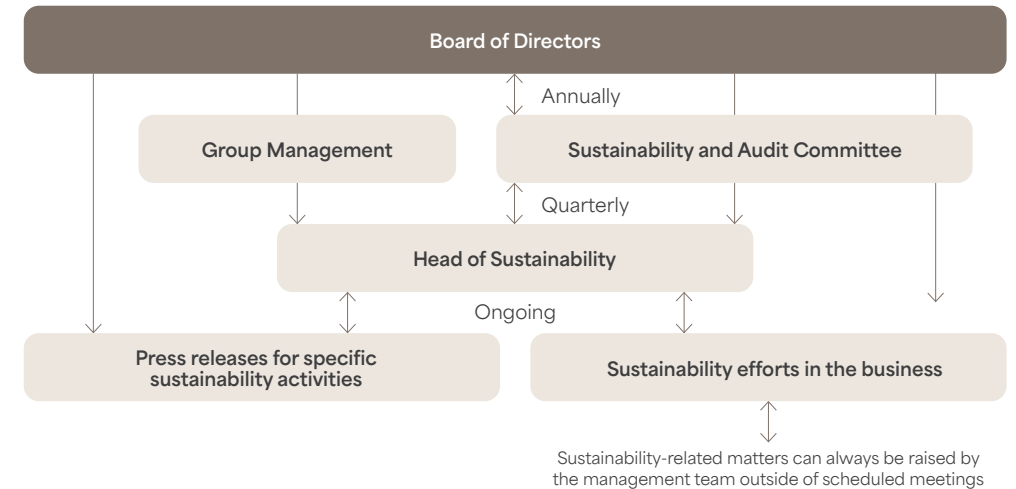 Board of Directors
Annually
Group Management
Sustainability and Audit Committee
Quarterly
Head of Sustainability
Ongoing
Press releases for specific
sustainability activities
Sustainability efforts in the business
Sustainability-related matters can always be raised by
the management team outside of scheduled meetings